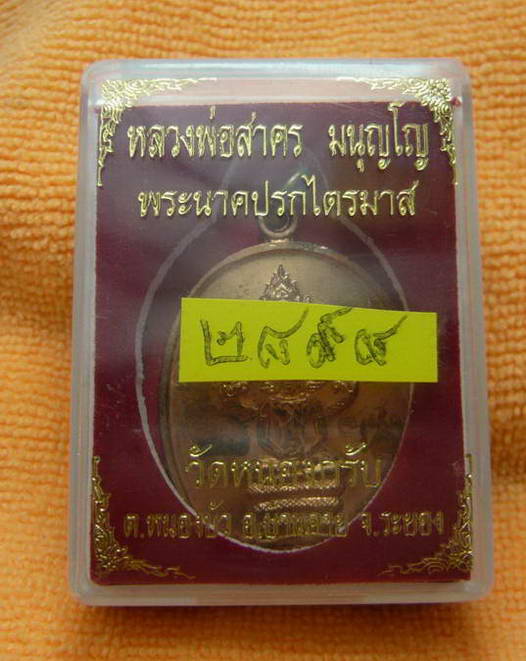 หลวงพ่อสาคร มนุญโญ
พระนาคปรกไตรมาส
๒๘๙๔
วัดหนองกรับ
ต.หนองบัว อ.บ้านค่าย จ.ระยอง